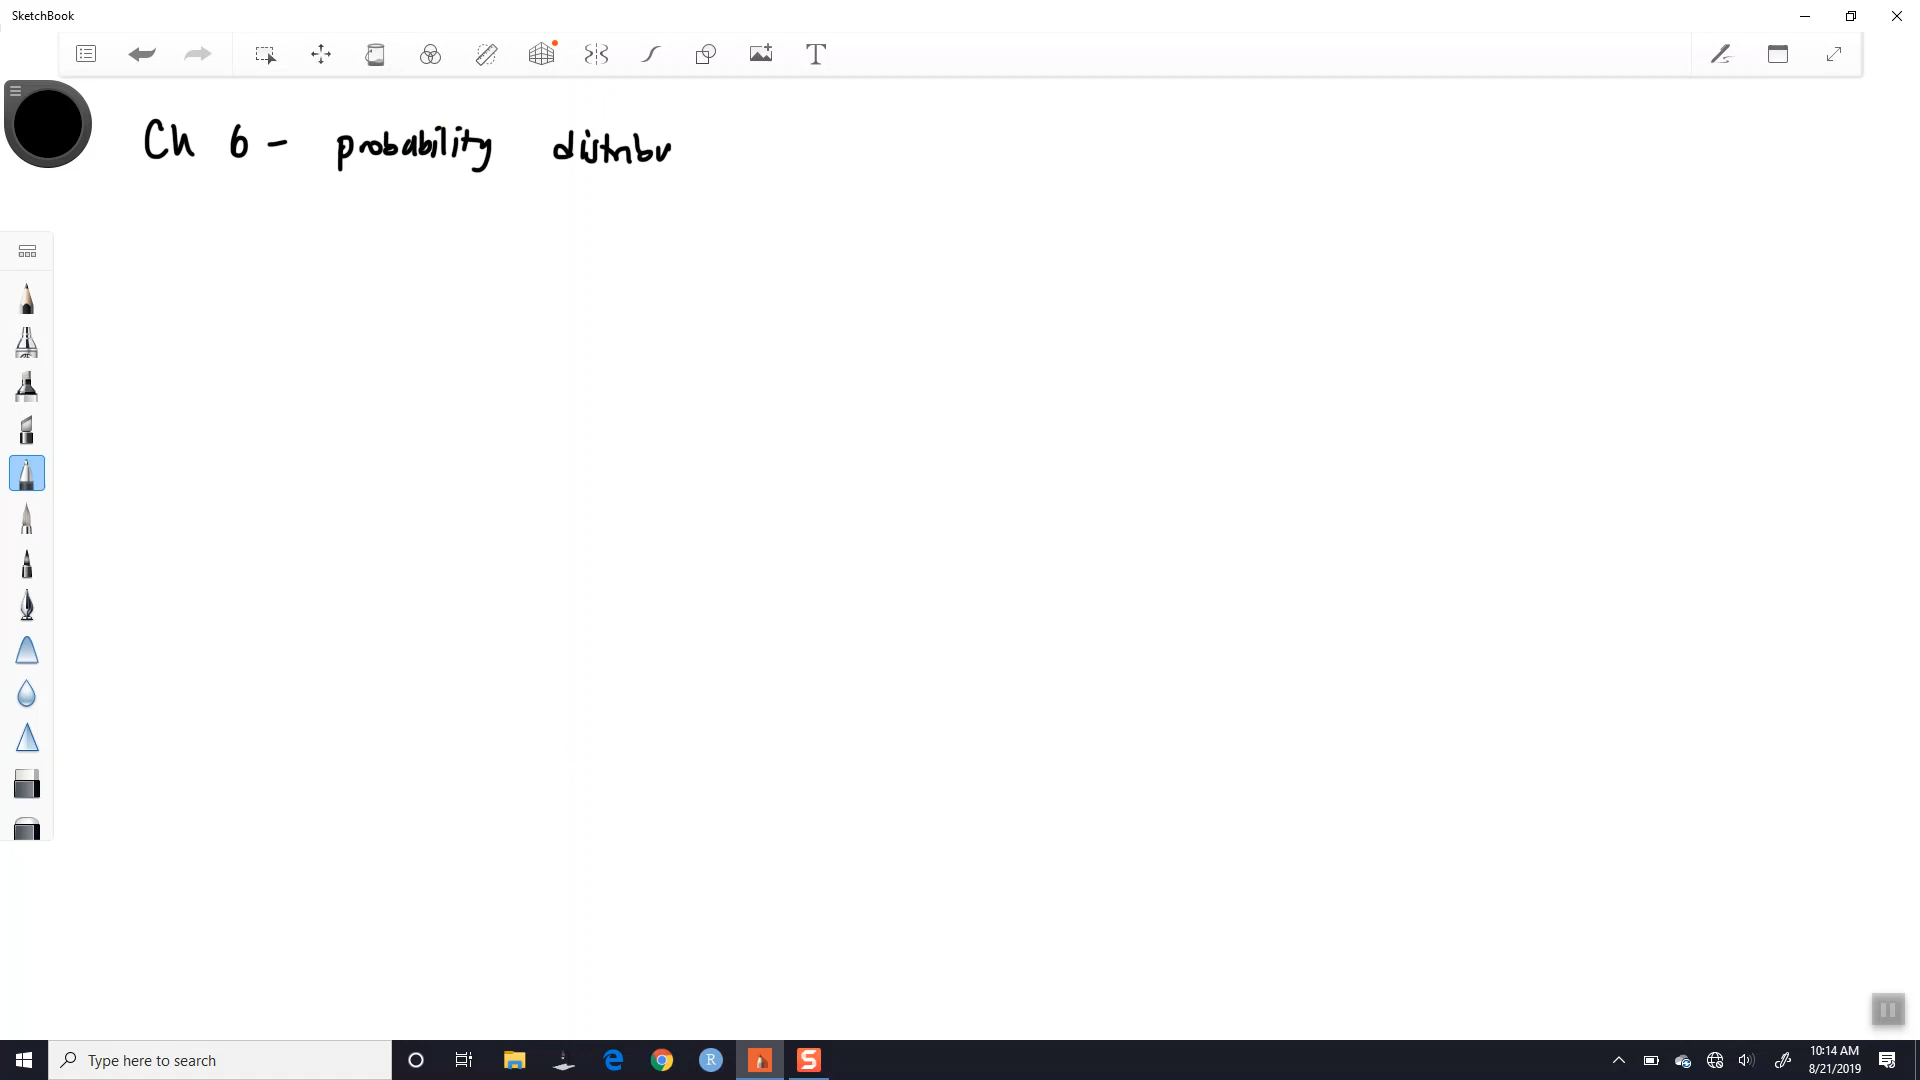 SketchBook
Ch 6 - probability distribu
Type here to search
10:14 AM
8/21/2019